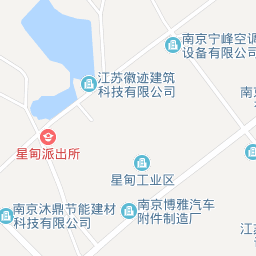 南京宁峰空调
设备有限公司
江苏徽迹建筑
科技有限公司
南
星甸派出所
星甸工业区
南京博雅汽车
附件制造厂
南京沐鼎节能建材
科技有限公司